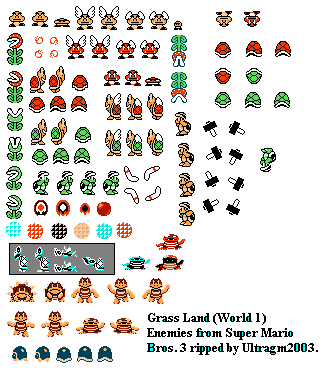 Grass Land (World 1)
Enemies from Super Mario
Bros. 3 ripped by Ultragm2003.